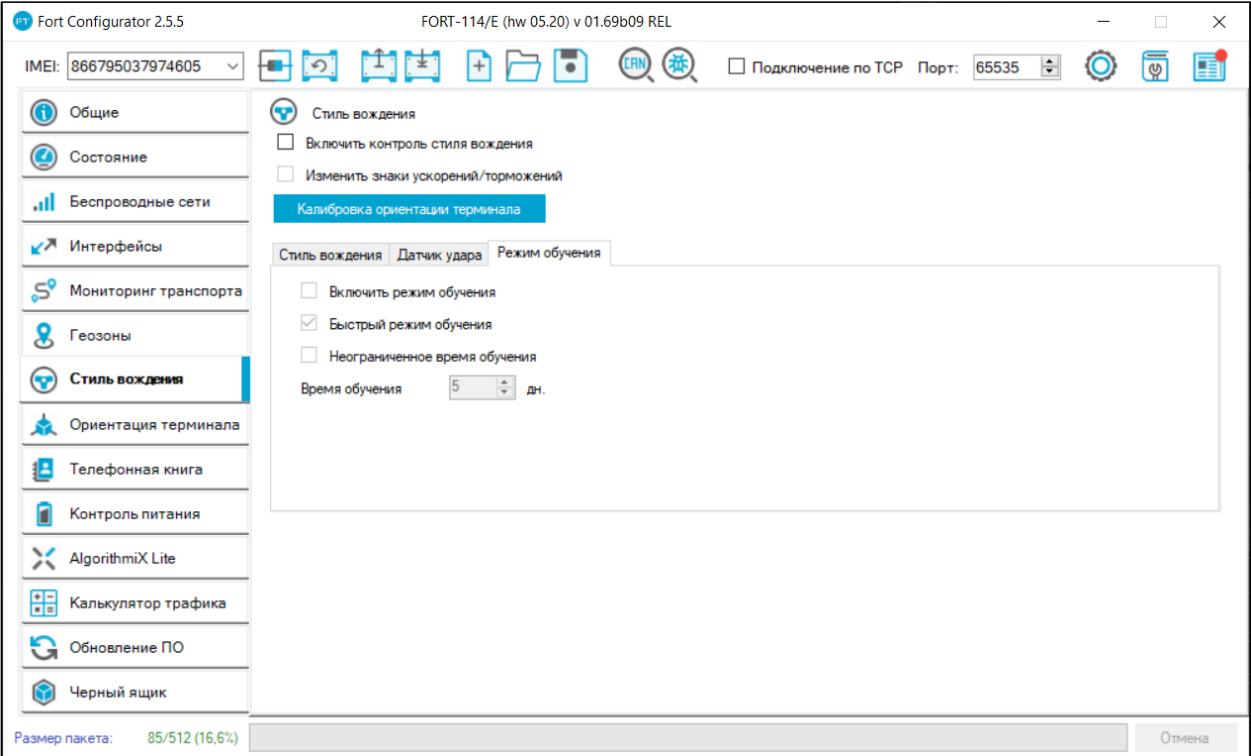 FT Fort Configurator 2.5.5 FORT-114/E (hw 05.20) v 01.69b09 REL
IMEI: 866795037974605 CAN Подключение по TCP Порт: 65535
Общие
Состояние
Беспроводные сети
Интерфейсы
Мониторинг транспорта
Геозоны
Стиль вождения
Ориентация терминала
Телефонная книга
Контроль питания
AlgorithmiX Lite
Калькулятор трафика
Обновление ПО
Черный ящик
Стиль вождения
Включить контроль стиля вождения
Изменить знаки ускорений/торможений
Калибровка ориентации терминала
Стиль вождения Датчик удара Режим обучения
Включить режим обучения
Быстрый режим обучения
Неограниченное время обучения
Время обучения 5 дн.
Размер пакета: 85/512 (16,6%) Отмена